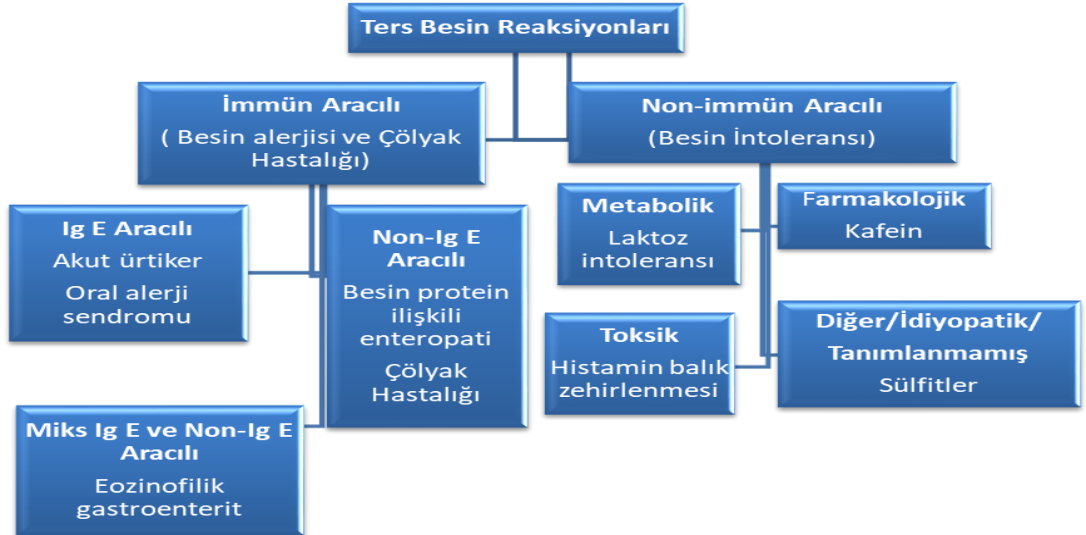 Ters Besin Reaksiyonları
İmmün Aracılı
( Besin alerjisi ve Çölyak
Hastalığı)
Non-immün Aracılı
(Besin İntoleransı)
Ig E Aracılı
Akut ürtiker
Oral alerji
sendromu
Non-Ig E
Aracılı
Besin protein
ilişkili
enteropati
Çölyak
Hastalığı
Miks Ig E ve Non-Ig E
Aracılı
Eozinofilik
gastroenterit
Metabolik
Laktoz
intoleransı
Farmakolojik
Kafein
Toksik
Histamin balık
zehirlenmesi
Diğer/İdiyopatik/
Tanımlanmamış
Sülfitler